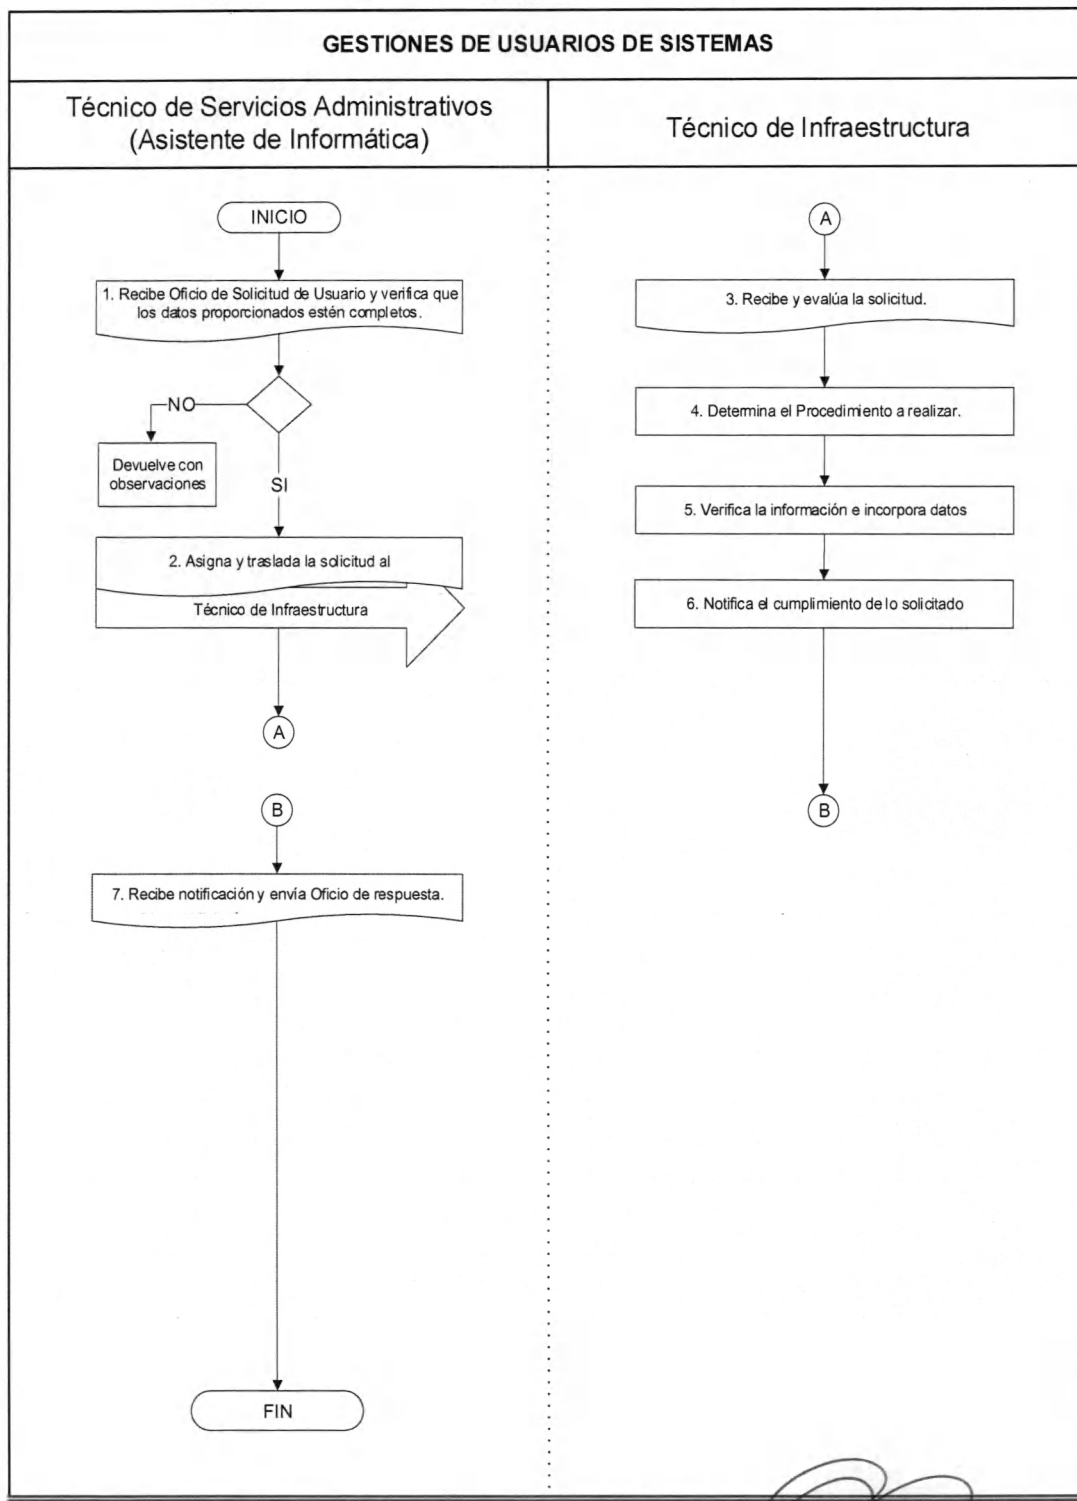 GESTIONES DE USUARIOS DE SISTEMAS
Técnico de Servicios Administrativos
(Asistente de Informática)
Técnico de Infraestructura
INICIO
1. Recibe Oficio de Solicitud de Usuario y verifica que
los datos proporcionados estén completos.
NO
Devuelve con
observaciones
SI
2. Asigna y traslada la solicitud al
Técnico de Infraestructura
A
B
7. Recibe notificación y envía Oficio de respuesta.
FIN
A
3. Recibe y evalúa la solicitud.
4. Determina el Procedimiento a realizar.
5. Verifica la información e incorpora datos
6. Notifica el cumplimiento de lo solicitado
B